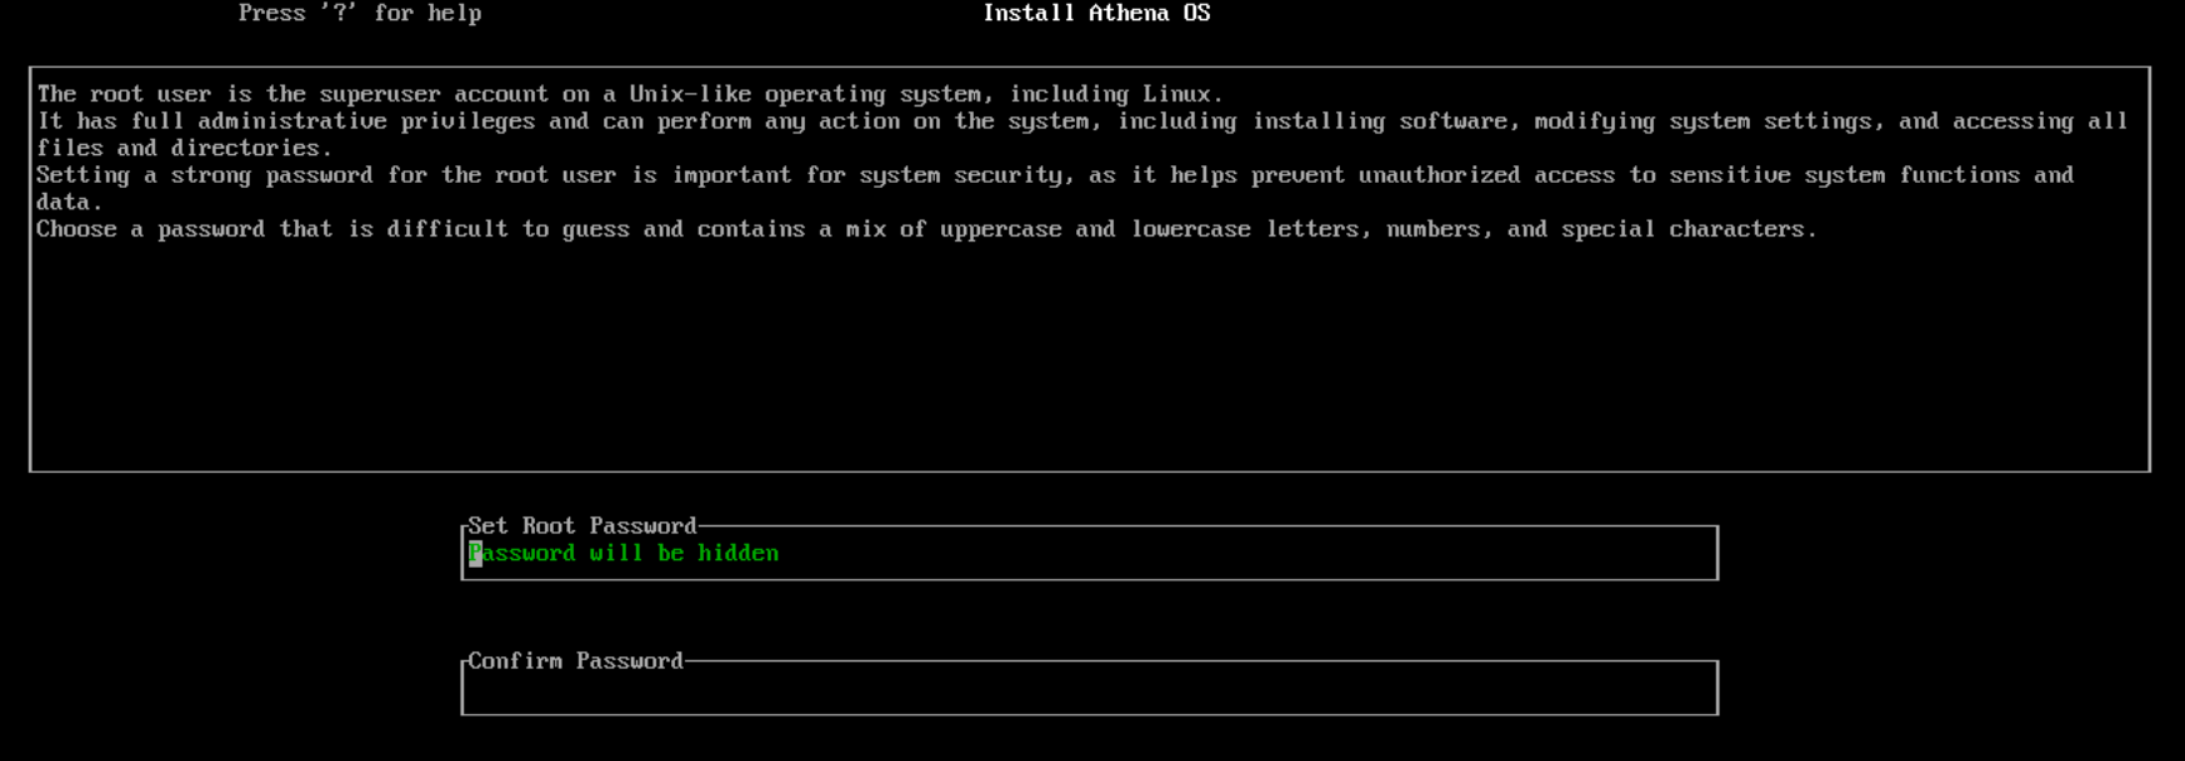 Press '?' for help
Install Athena OS
The root user is the superuser account on a Unix-like operating system, including Linux.
It has full administrative privileges and can perform any action on the system, including installing software, modifying system settings, and accessing all
files and directories.
Setting a strong password for the root user is important for system security, as it helps prevent unauthorized access to sensitive system functions and
data.
Choose a password that is difficult to guess and contains a mix of uppercase and lowercase letters, numbers, and special characters.
Set Root Password
Password will be hidden
Confirm Password